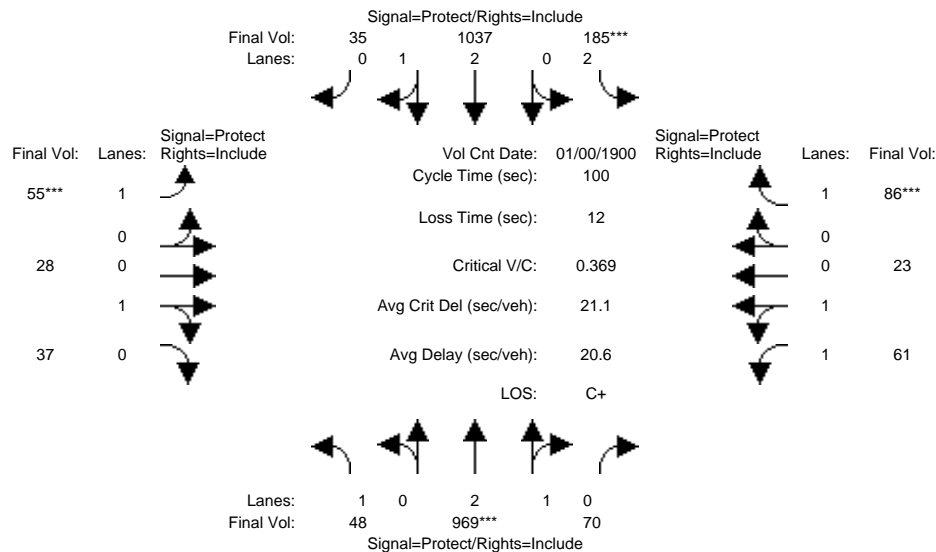 Signal=Protect/Rights=Include
Final Vol: 35 1037 185***
Lanes: 0 1 2 0 2
Signal=Protect
Final Vol: Lanes: Rights=Include
Vol Cnt Date: 01/00/1900
Signal=Protect
Rights=Include Lanes: Final Vol:
Cycle Time (sec): 100
55*** 1
1 86***
Loss Time (sec): 12
0
0
28 0
Critical V/C: 0.369
0 23
1
Avg Crit Del (sec/veh): 21.1
1
37 0
Avg Delay (sec/veh): 20.6
1 61
LOS: C+
Lanes: 1 0 2 1 0
Final Vol: 48 969*** 70
Signal=Protect/Rights=Include